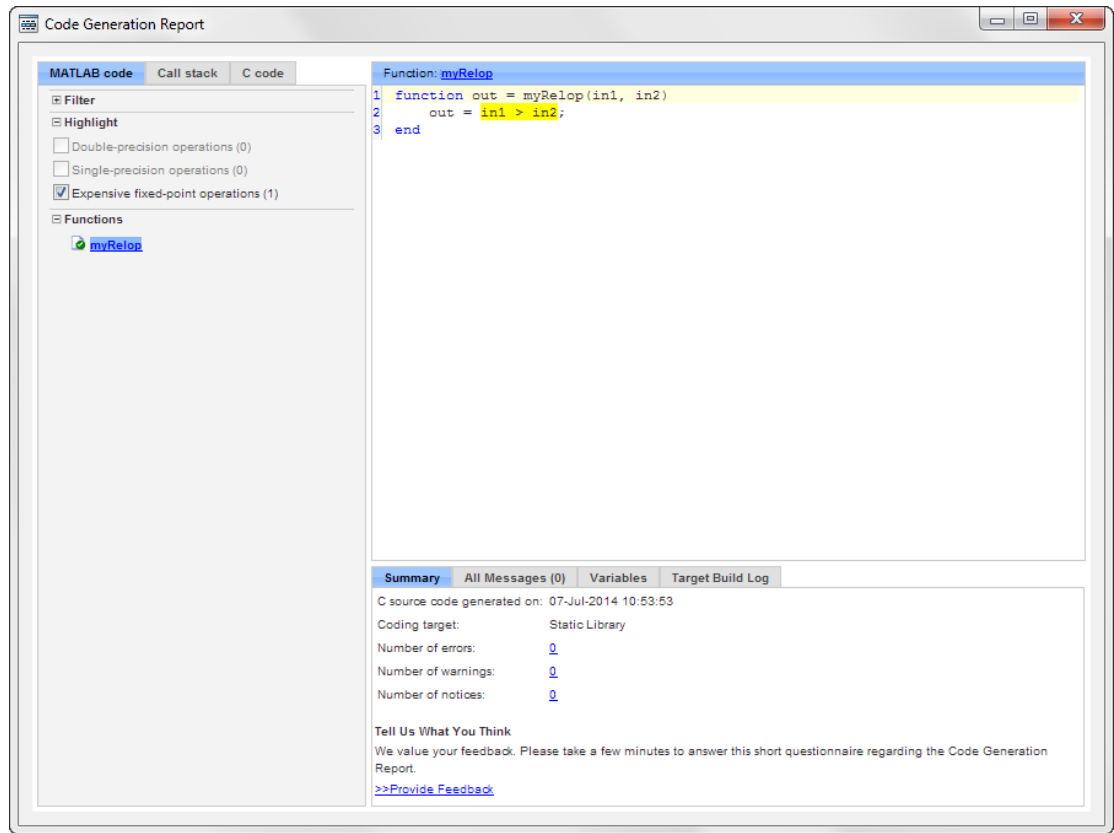 Code Generation Report
MATLAB code Call stack C code
Filter
Highlight
Double-precision operations (0)
Single-precision operations (0)
Expensive fixed-point operations (1)
Functions
myRelop
Function: myRelop
1 function out = myRelop(in1, in2)
2 out = in1 > in2;
3 end
Summary All Messages (0) Variables Target Build Log
C source code generated on: 07-Jul-2014 10:53:53
Coding target: Static Library
Number of errors: 0
Number of warnings: 0
Number of notices: 0
Tell Us What You Think
We value your feedback. Please take a few minutes to answer this short questionnaire regarding the Code Generation
Report.
>>Provide Feedback